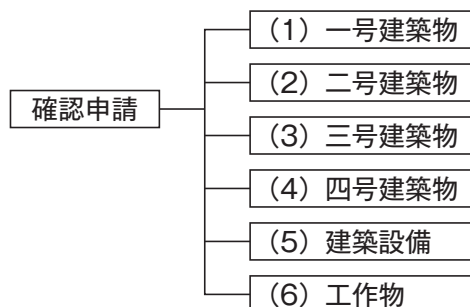 確認申請
（1）一号建築物
（2）二号建築物
（3）三号建築物
（4）四号建築物
（5）建築設備
（6）工作物